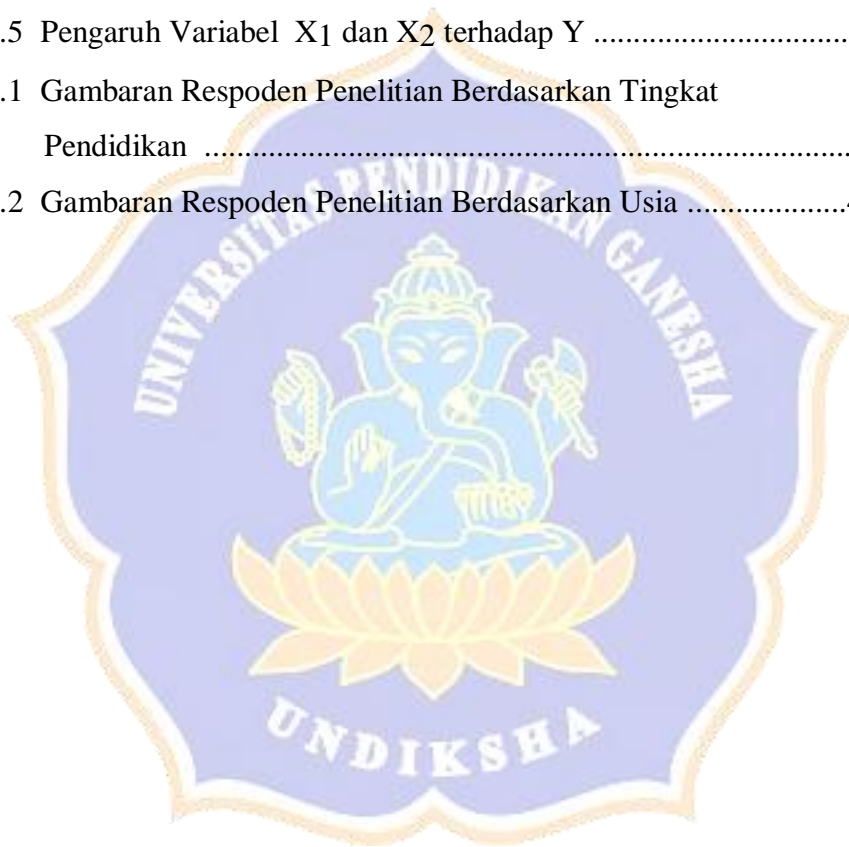 .5 Pengaruh Variabel X1 dan X2 terhadap Y ................................
.1 Gambaran Respoden Penelitian Berdasarkan Tingkat
Pendidikan ................................................................................
.2 Gambaran Respoden Penelitian Berdasarkan Usia ....................4
UNIVERSITAS PENDIDIKAN GANESHA
UNDIKSHA